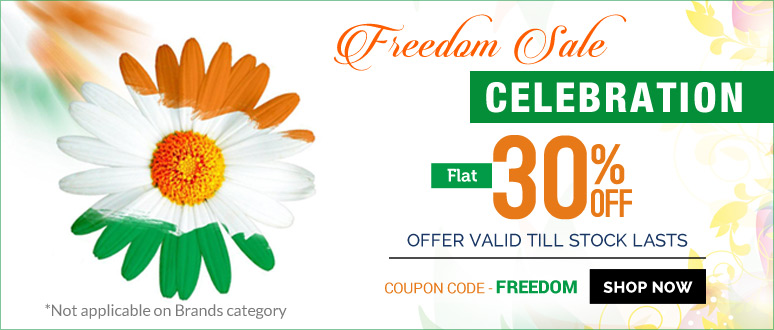 Freedom Sale
CELEBRATION
Flat 30% OFF
OFFER VALID TILL STOCK LASTS
COUPON CODE - FREEDOM SHOP NOW
*Not applicable on Brands category